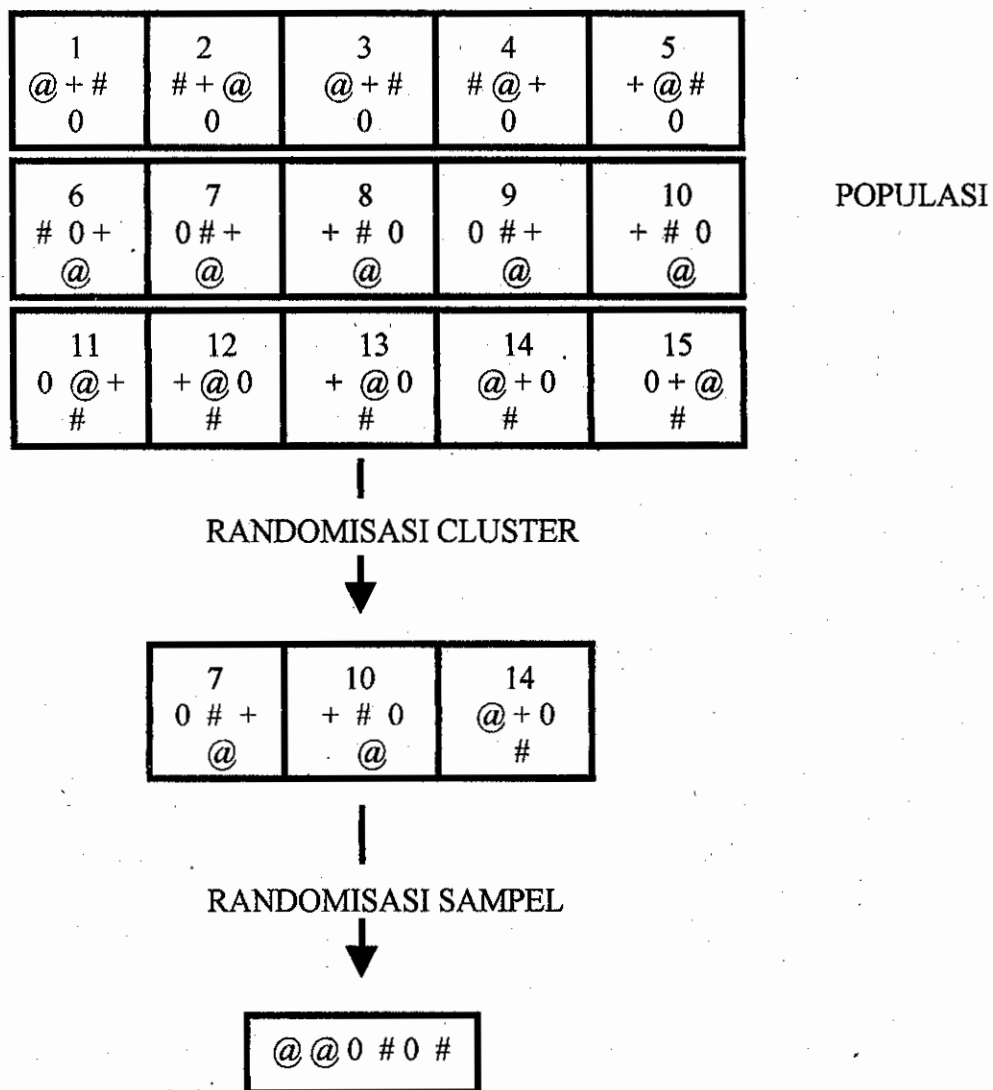 1 2 3 4 5
@ + # # + @ @ + # # @ + + @ #
0 0 0 0 0
6 7 8 9 10
# 0 + 0 # + + # 0 0 # + + # 0
@ @ @ @ @
POPULASI
11 12 13 14 15
0 @ + + @ 0 + @ 0 @ + 0 0 + @
# # # # #
RANDOMISASI CLUSTER
7 10 14
0 # + + # 0 @ + 0
@ @ #
RANDOMISASI SAMPEL
@ @ 0 # 0 #